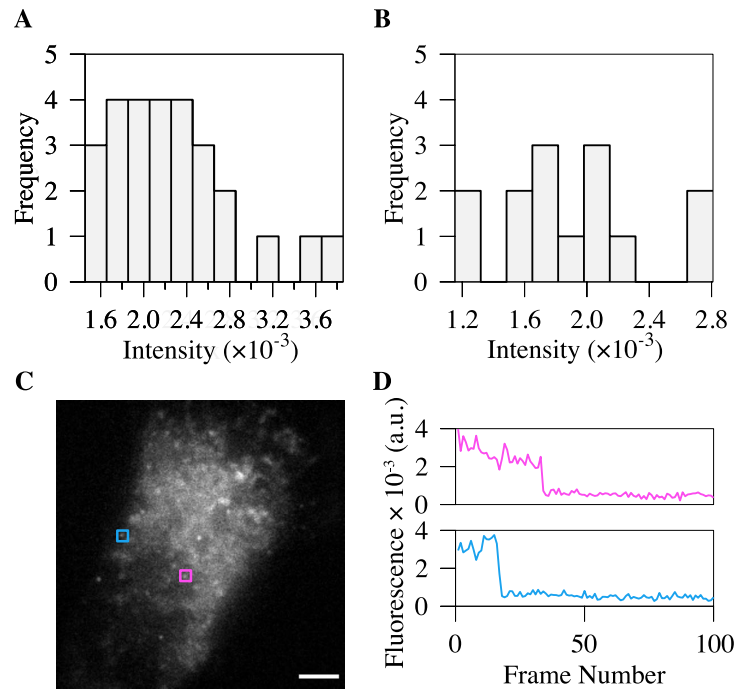 A
5
4
3
2
1
0
Frequency
1.6 2.0 2.4 2.8 3.2 3.6
Intensity (×10⁻³)
B
5
4
3
2
1
0
Frequency
1.2 1.6 2.0 2.4 2.8
Intensity (×10⁻³)
C
D
Fluorescence × 10⁻³ (a.u.)
4
2
0
4
2
0
0 50 100
Frame Number